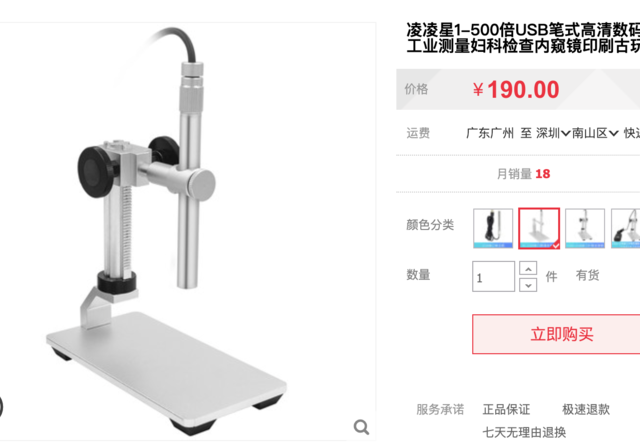 凌凌星1-500倍USB笔式高清数码
工业测量妇科检查内窥镜印刷古玩
价格 ¥190.00
运费 广东广州 至 深圳 南山区 快
月销量 18
颜色分类
数量 1 件 有货
立即购买
服务承诺 正品保证 极速退款
七天无理由退换